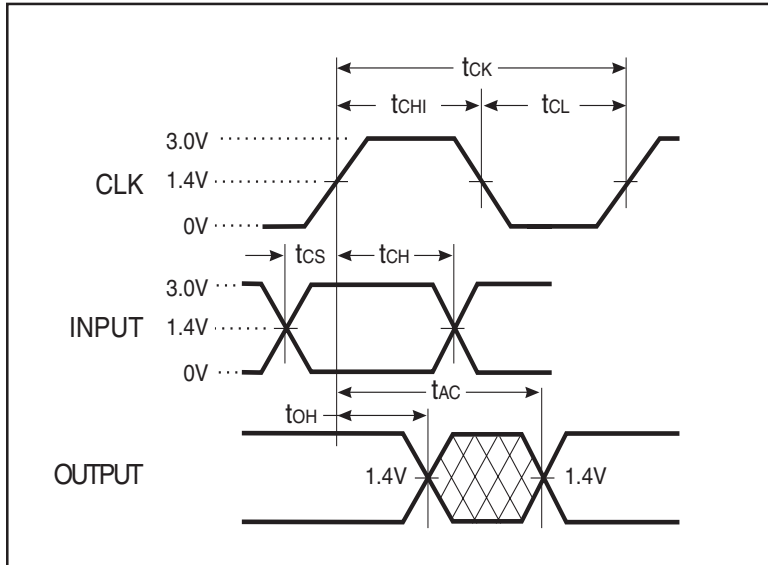 tCK
tCHI tCL
3.0V
CLK 1.4V
0V
tCS tCH
3.0V
INPUT 1.4V
0V
tAC
tOH
OUTPUT 1.4V 1.4V